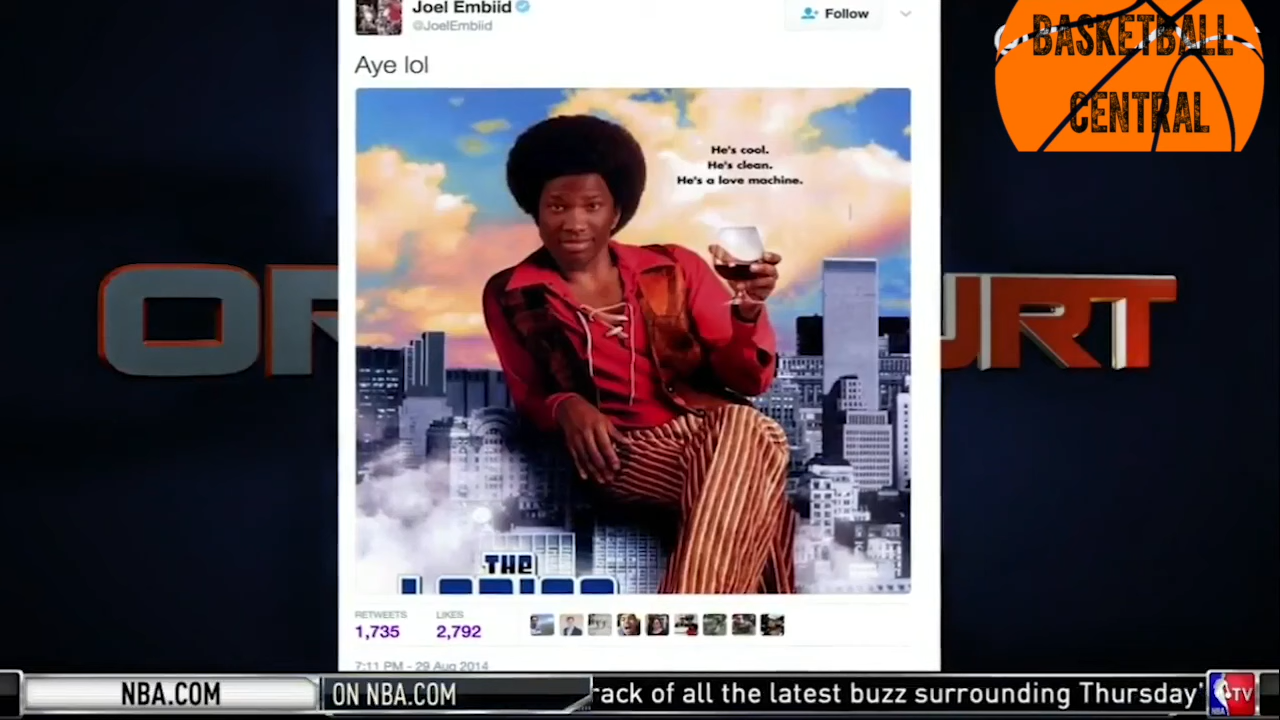 Joel Embiid
@JoelEmbiid
Follow
BASKETBALL
CENTRAL
Aye lol
He's cool.
He's clean.
He's a love machine.
THE
RETWEETS
LIKES
1,735
2,792
7:11 PM - 29 Aug 2014
NBA.COM
ON NBA.COM
rack of all the latest buzz surrounding Thursday'
NBA
TV